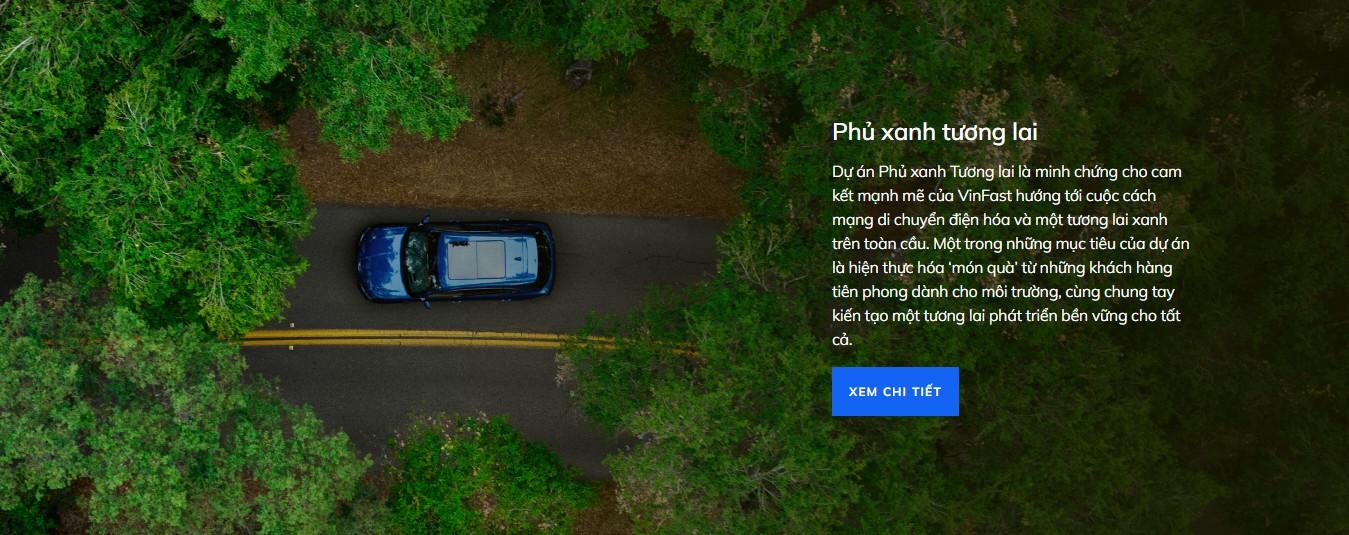 Phủ xanh tương lai
Dự án Phủ xanh Tương lai là minh chứng cho cam
kết mạnh mẽ của VinFast hướng tới cuộc cách
mạng di chuyển điện hóa và một tương lai xanh
trên toàn cầu. Một trong những mục tiêu của dự án
là hiện thực hóa ‘món quà’ từ những khách hàng
tiên phong dành cho môi trường, cùng chung tay
kiến tạo một tương lai phát triển bền vững cho tất
cả.
XEM CHI TIẾT